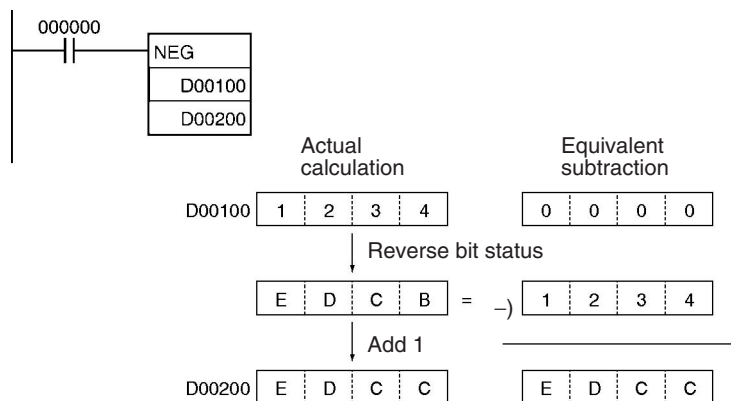 000000
NEG
D00100
D00200
Actual Equivalent
calculation subtraction
D00100 1 2 3 4 0 0 0 0
Reverse bit status
E D C B = –) 1 2 3 4
Add 1
D00200 E D C C E D C C